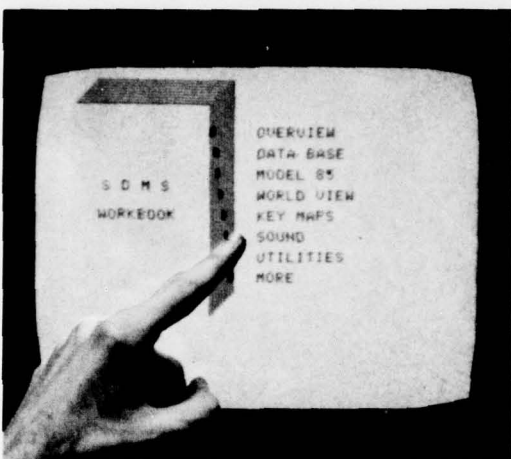 S D M S
WORKBOOK
OVERVIEW
DATA BASE
MODEL 85
WORLD VIEW
KEY MAPS
SOUND
UTILITIES
MORE